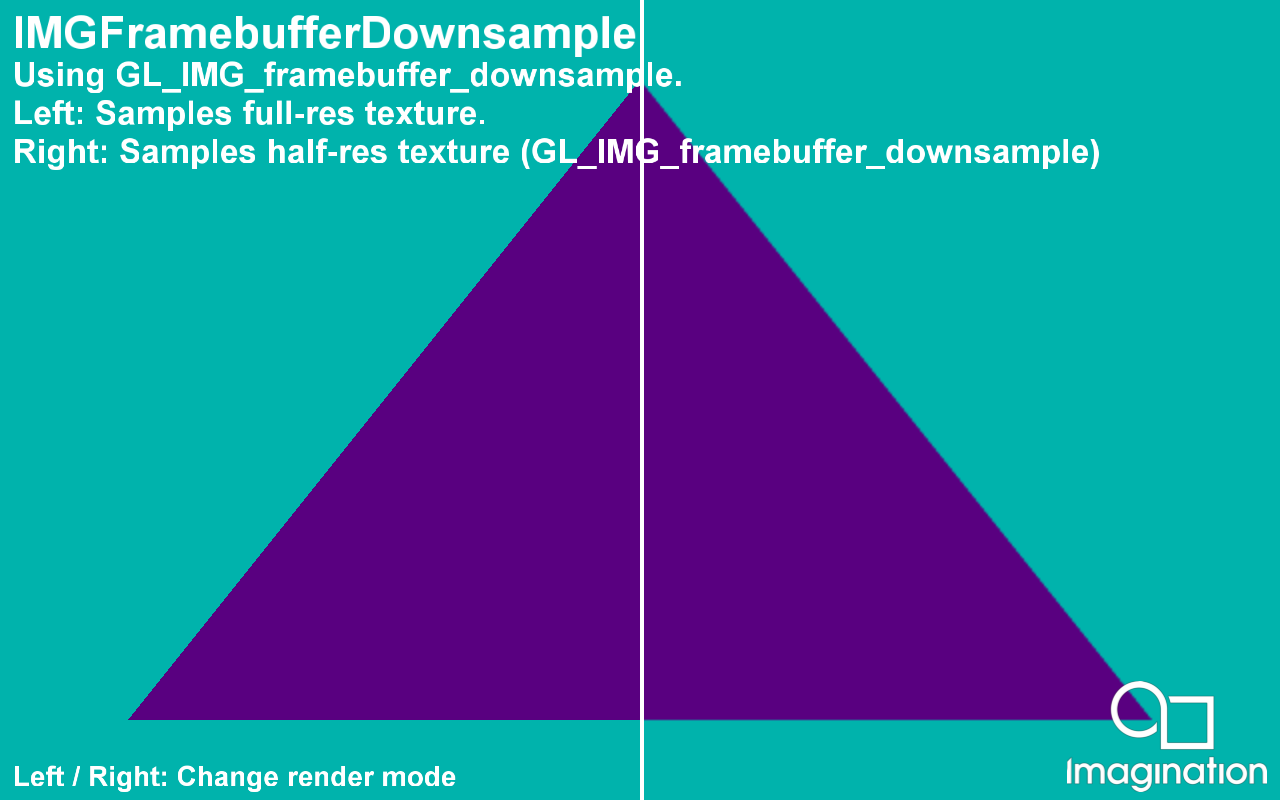 IMGFramebufferDownsample
Using GL_IMG_framebuffer_downsample.
Left: Samples full-res texture.
Right: Samples half-res texture (GL_IMG_framebuffer_downsample)
Left / Right: Change render mode
Imagination